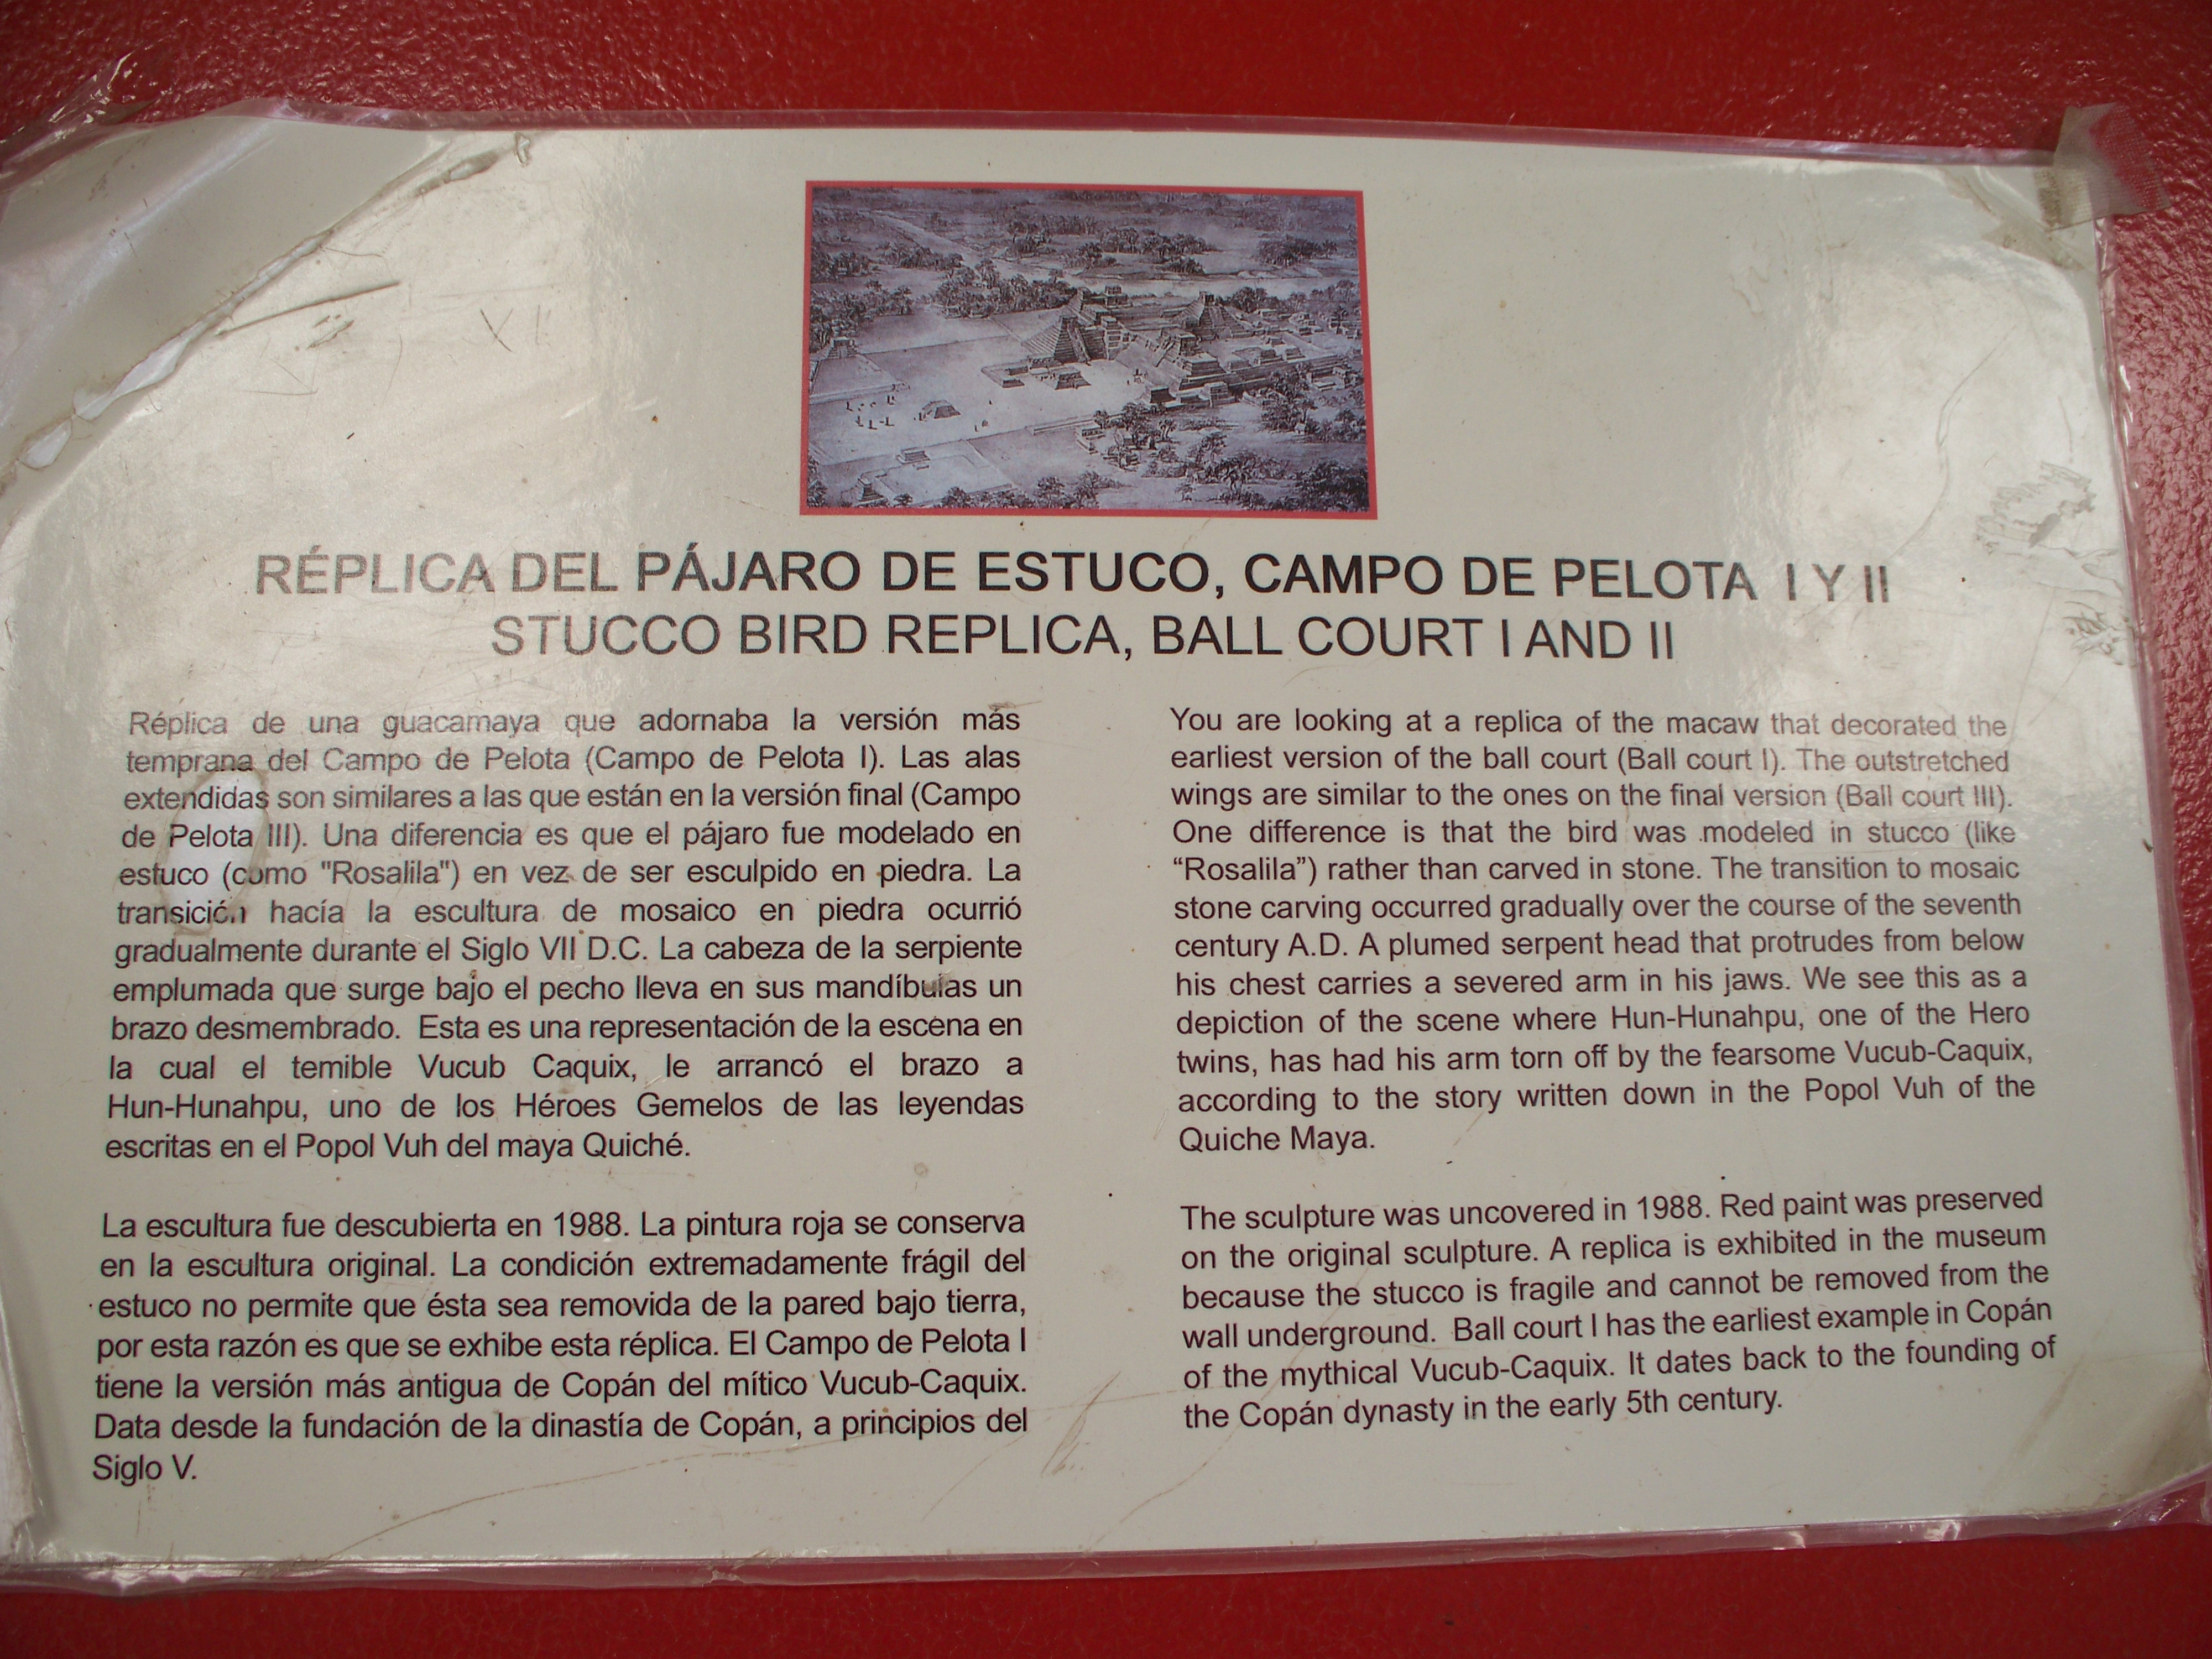 RÉPLICA DEL PÁJARO DE ESTUCO, CAMPO DE PELOTA I Y II
STUCCO BIRD REPLICA, BALL COURT I AND II
Réplica de una guacamaya que adornaba la versión más
temprana del Campo de Pelota (Campo de Pelota I). Las alas
extendidas son similares a las que están en la versión final (Campo
de Pelota III). Una diferencia es que el pájaro fue modelado en
estuco (como "Rosalila") en vez de ser esculpido en piedra. La
transición hacía la escultura de mosaico en piedra ocurrió
gradualmente durante el Siglo VII D.C. La cabeza de la serpiente
emplumada que surge bajo el pecho lleva en sus mandíbulas un
brazo desmembrado. Esta es una representación de la escena en
la cual el temible Vucub Caquix, le arrancó el brazo a
Hun-Hunahpu, uno de los Héroes Gemelos de las leyendas
escritas en el Popol Vuh del maya Quiché.
La escultura fue descubierta en 1988. La pintura roja se conserva
en la escultura original. La condición extremadamente frágil del
estuco no permite que ésta sea removida de la pared bajo tierra,
por esta razón es que se exhibe esta réplica. El Campo de Pelota I
tiene la versión más antigua de Copán del mítico Vucub-Caquix.
Data desde la fundación de la dinastía de Copán, a principios del
Siglo V.
You are looking at a replica of the macaw that decorated the
earliest version of the ball court (Ball court I). The outstretched
wings are similar to the ones on the final version (Ball court III).
One difference is that the bird was modeled in stucco (like
“Rosalila”) rather than carved in stone. The transition to mosaic
stone carving occurred gradually over the course of the seventh
century A.D. A plumed serpent head that protrudes from below
his chest carries a severed arm in his jaws. We see this as a
depiction of the scene where Hun-Hunahpu, one of the Hero
twins, has had his arm torn off by the fearsome Vucub-Caquix,
according to the story written down in the Popol Vuh of the
Quiche Maya.
The sculpture was uncovered in 1988. Red paint was preserved
on the original sculpture. A replica is exhibited in the museum
because the stucco is fragile and cannot be removed from the
wall underground. Ball court I has the earliest example in Copán
of the mythical Vucub-Caquix. It dates back to the founding of
the Copán dynasty in the early 5th century.